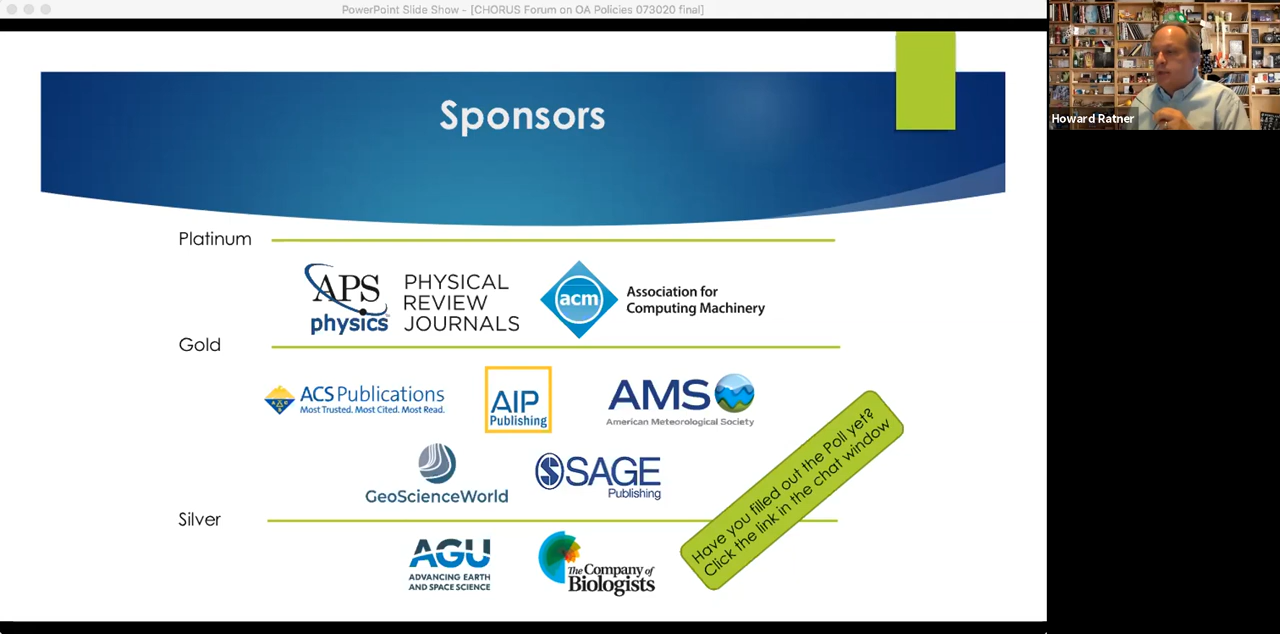 PowerPoint Slide Show - [CHORUS Forum on OA Policies 073020 final]
Howard Ratner
Sponsors
Platinum
APS
physics
PHYSICAL
REVIEW
JOURNALS
acm
Association for
Computing Machinery
Gold
ACS Publications
Most Trusted. Most Cited. Most Read.
AIP
Publishing
AMS
American Meteorological Society
GeoScienceWorld
SAGE
Publishing
Have you filled out the Poll yet?
Click the link in the chat window
Silver
AGU
ADVANCING EARTH
AND SPACE SCIENCE
The Company of
Biologists